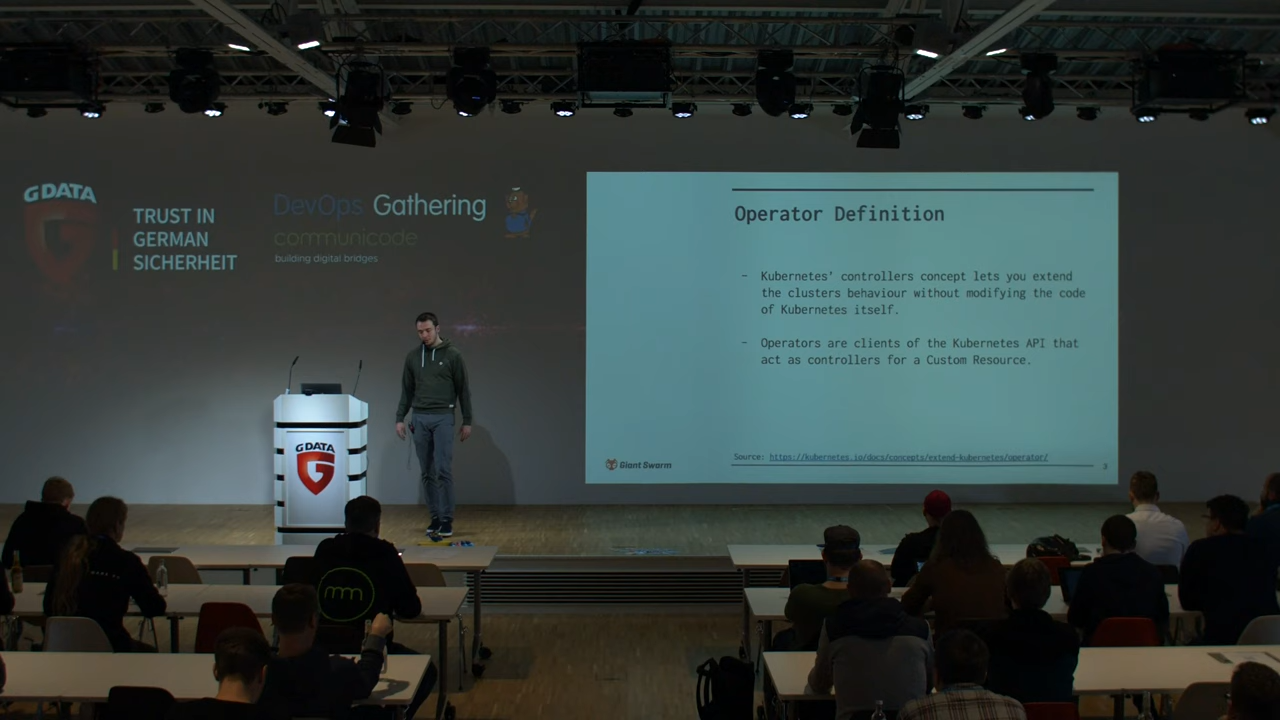 G DATA
TRUST IN
GERMAN
SICHERHEIT
DevOps Gathering
communicode
building digital bridges
G DATA
Operator Definition
- Kubernetes' controllers concept lets you extend
the clusters behaviour without modifying the code
of Kubernetes itself.
- Operators are clients of the Kubernetes API that
act as controllers for a Custom Resource.
Source: https://kubernetes.io/docs/concepts/extend-kubernetes/operator/
Giant Swarm
3